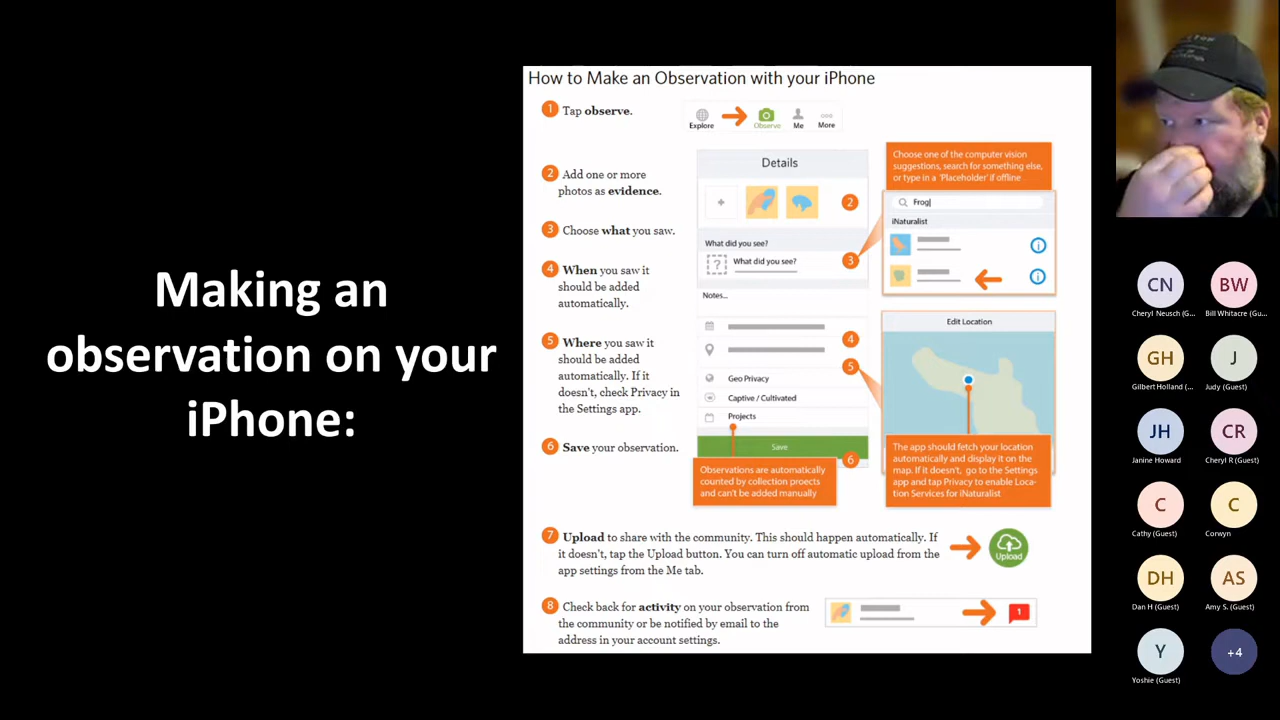 Making an
observation on your
iPhone:
How to Make an Observation with your iPhone
1 Tap observe.
Explore
Observe
Me
More
2 Add one or more
photos as evidence.
3 Choose what you saw.
4 When you saw it
should be added
automatically.
5 Where you saw it
should be added
automatically. If it
doesn't, check Privacy in
the Settings app.
6 Save your observation.
Details
+
2
What did you see?
? What did you see?
3
Notes...
4
5
Geo Privacy
Captive / Cultivated
Projects
Save
6
Observations are automatically
counted by collection proects
and can't be added manually
Choose one of the computer vision
suggestions, search for something else,
or type in a 'Placeholder' if offline
Frog
iNaturalist
i
i
Edit Location
The app should fetch your location
automatically and display it on the
map. If it doesn't, go to the Settings
app and tap Privacy to enable Loca-
tion Services for iNaturalist
7 Upload to share with the community. This should happen automatically. If
it doesn't, tap the Upload button. You can turn off automatic upload from the
app settings from the Me tab.
Upload
8 Check back for activity on your observation from
the community or be notified by email to the
address in your account settings.
1
CN
Cheryl Neusch (G...
BW
Bill Whitacre (Gu...
GH
Gilbert Holland (...
J
Judy (Guest)
JH
Janine Howard
CR
Cheryl R (Guest)
C
Cathy (Guest)
C
Corwyn
DH
Dan H (Guest)
AS
Amy S. (Guest)
Y
Yoshie (Guest)
+4